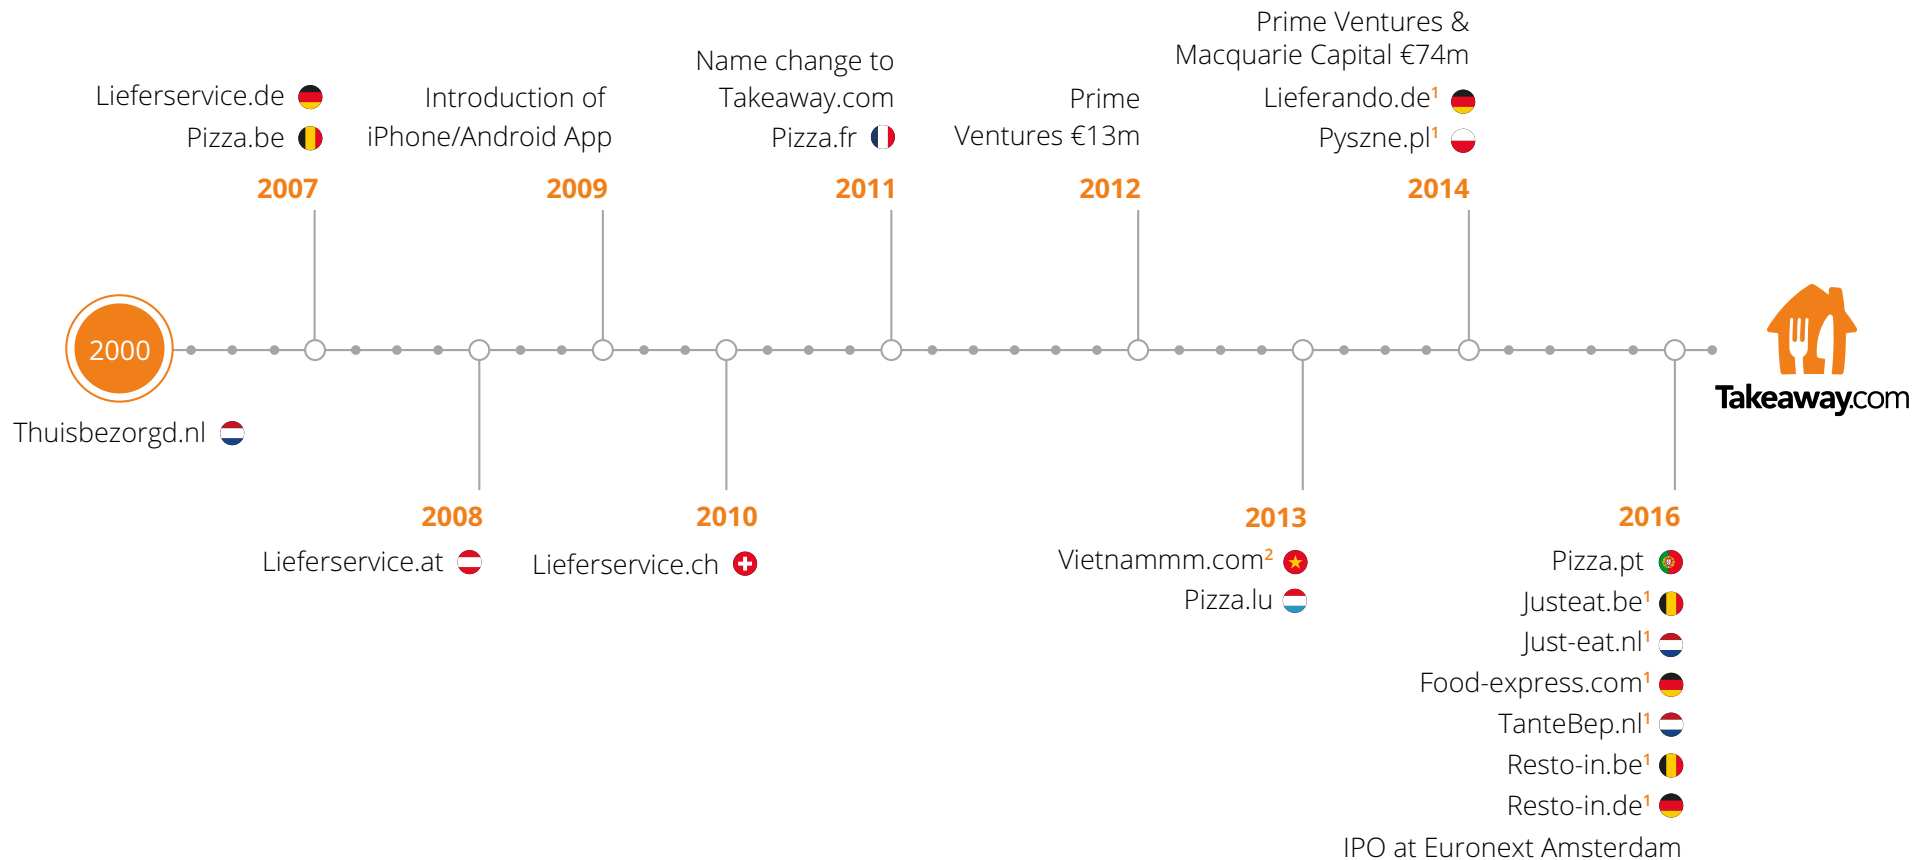 Lieferservice.de
Pizza.be
2007
Introduction of
iPhone/Android App
2009
Name change to
Takeaway.com
Pizza.fr
2011
Prime
Ventures €13m
2012
Prime Ventures &
Macquarie Capital €74m
Lieferando.de¹
Pyszne.pl¹
2014
2000
Thuisbezorgd.nl
Takeaway.com
2008
Lieferservice.at
2010
Lieferservice.ch
2013
Vietnammm.com²
Pizza.lu
2016
Pizza.pt
Justeat.be¹
Just-eat.nl¹
Food-express.com¹
TanteBep.nl¹
Resto-in.be¹
Resto-in.de¹
IPO at Euronext Amsterdam